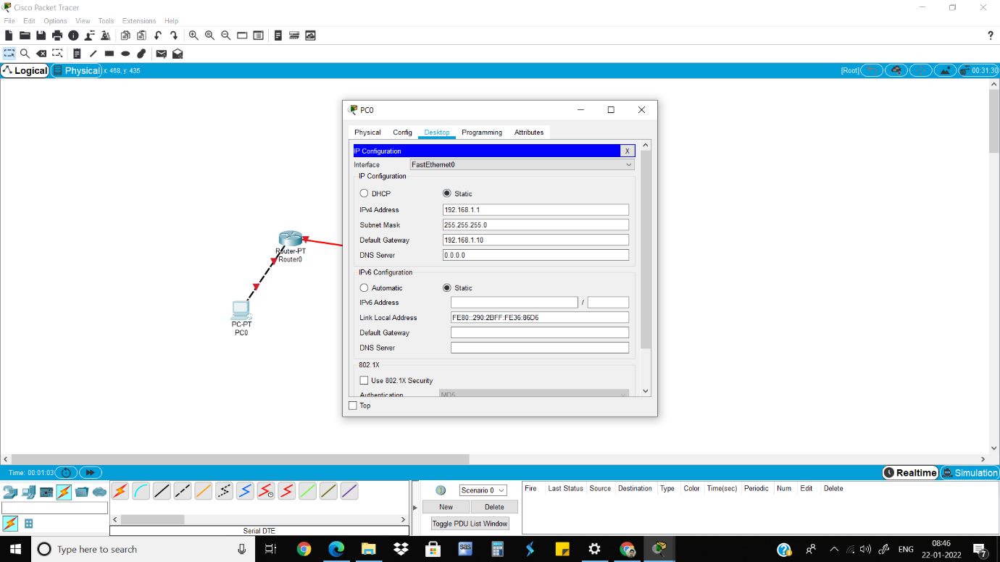 Cisco Packet Tracer
File Edit Options View Tools Extensions Help
?
Logical Physical x: 468, y: 435 [Root] 00:31:30
PC0
Physical Config Desktop Programming Attributes
IP Configuration X
Interface FastEthernet0
IP Configuration
DHCP Static
IPv4 Address 192.168.1.1
Subnet Mask 255.255.255.0
Default Gateway 192.168.1.10
DNS Server 0.0.0.0
IPv6 Configuration
Automatic Static
IPv6 Address /
Link Local Address FE80::290:2BFF:FE36:86D6
Default Gateway
DNS Server
802.1X
Use 802.1X Security
Authentication MD5
Top
Router-PT
Router0
PC-PT
PC0
Time: 00:01:03 Realtime Simulation
Scenario 0
New Delete
Toggle PDU List Window
Fire Last Status Source Destination Type Color Time(sec) Periodic Num Edit Delete
Serial DTE
Type here to search
sas
ENG
08:46
22-01-2022
7